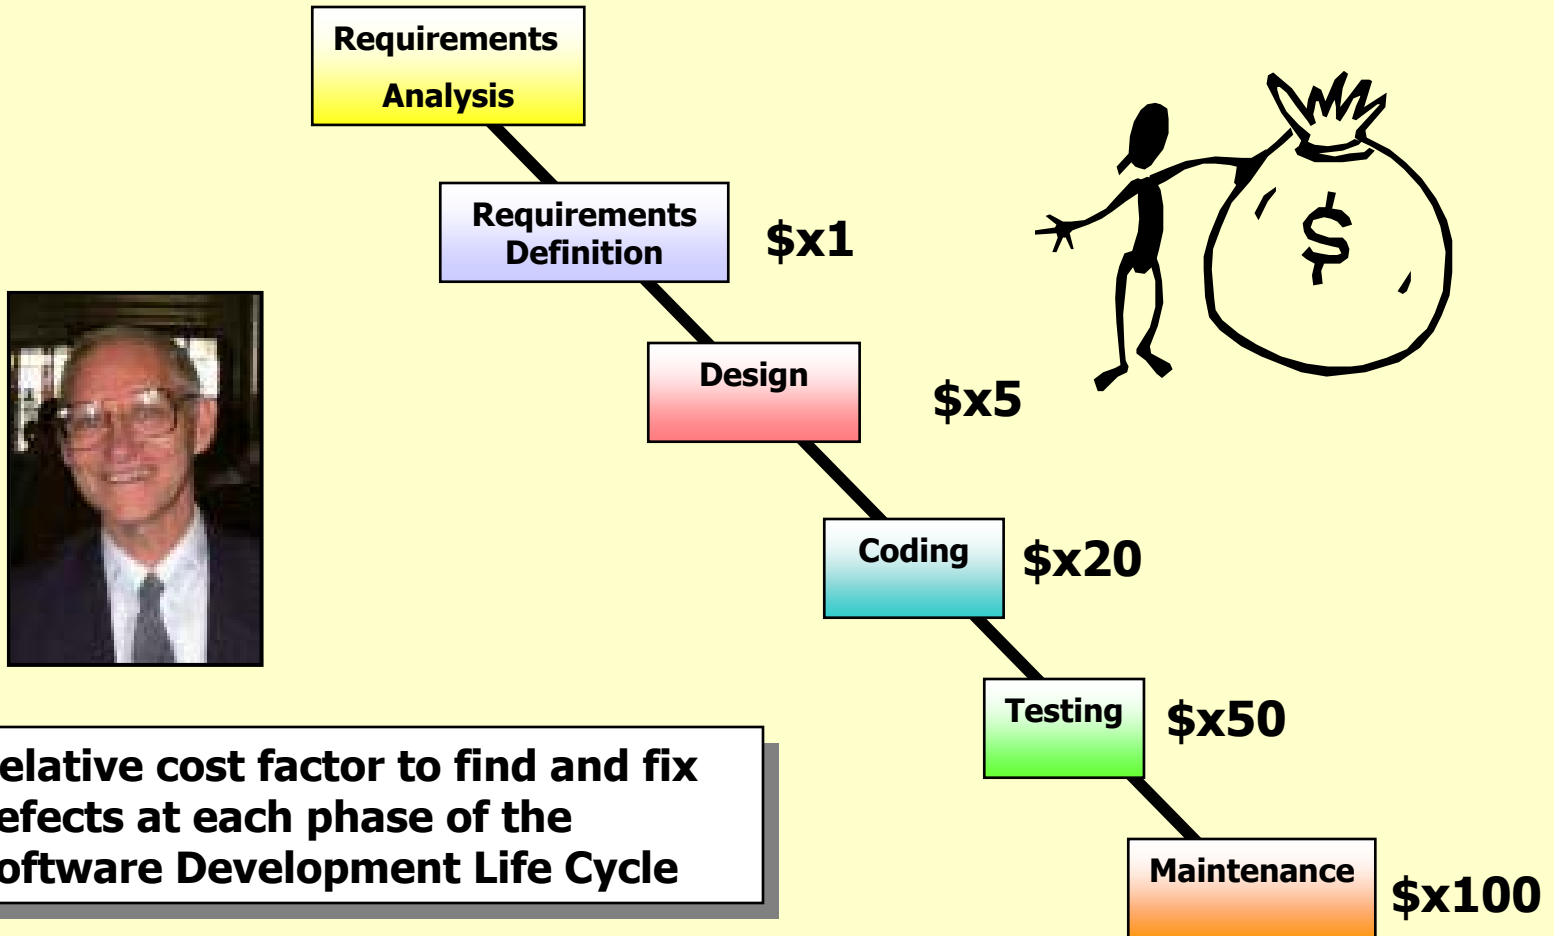 Requirements
Analysis
Requirements
Definition
$x1
$
Design
$x5
Coding
$x20
Testing
$x50
elative cost factor to find and fix
efects at each phase of the
oftware Development Life Cycle
Maintenance
$x100